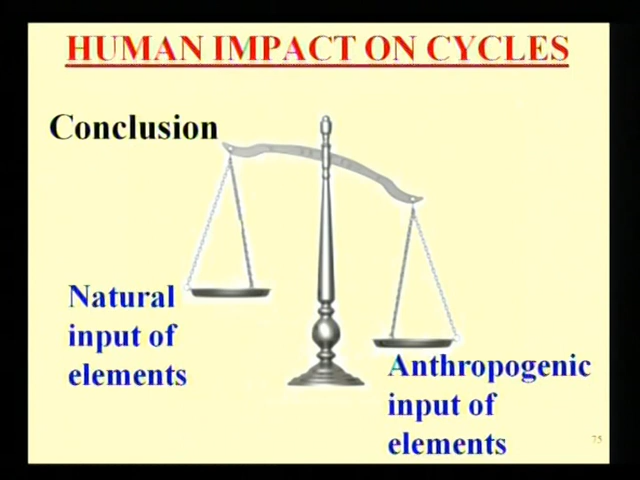 HUMAN IMPACT ON CYCLES
Conclusion
Natural
input of
elements
Anthropogenic
input of
elements
75